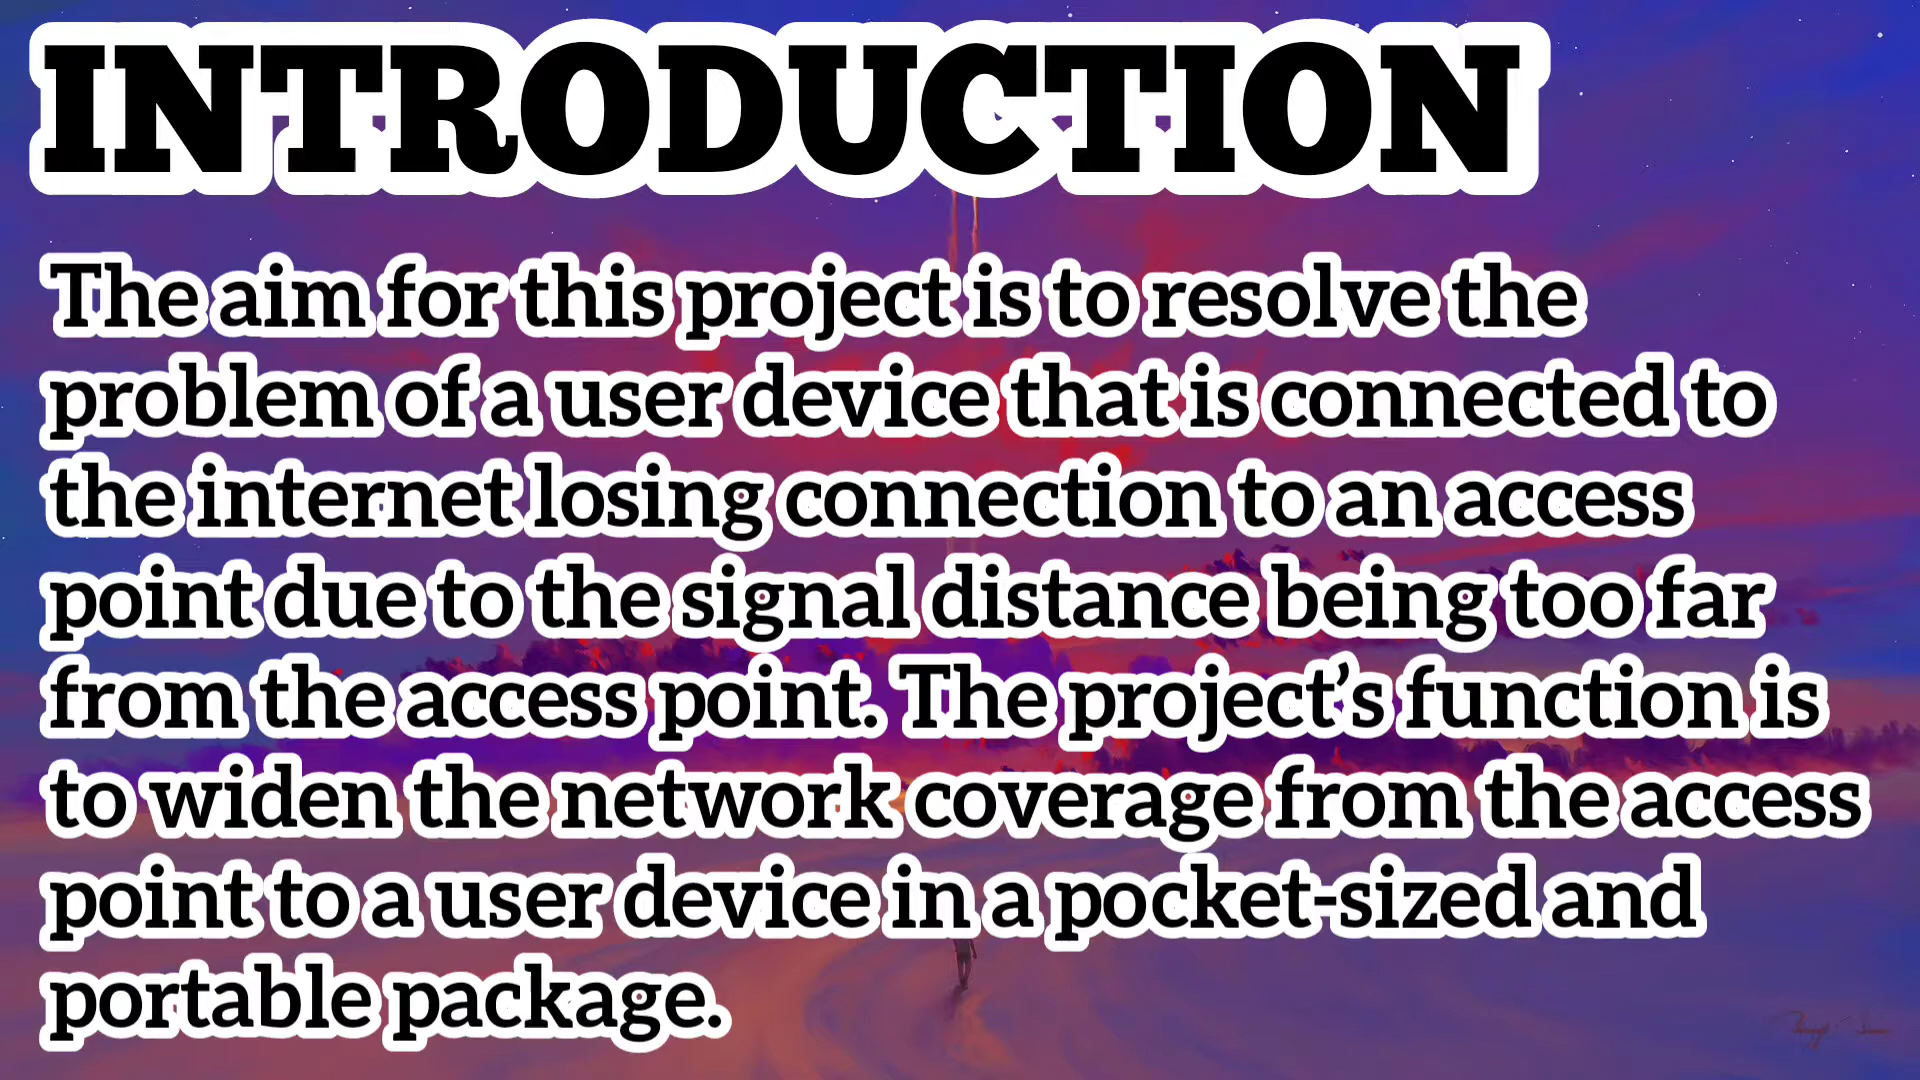 INTRODUCTION
The aim for this project is to resolve the
problem of a user device that is connected to
the internet losing connection to an access
point due to the signal distance being too far
from the access point. The project’s function is
to widen the network coverage from the access
point to a user device in a pocket-sized and
portable package.